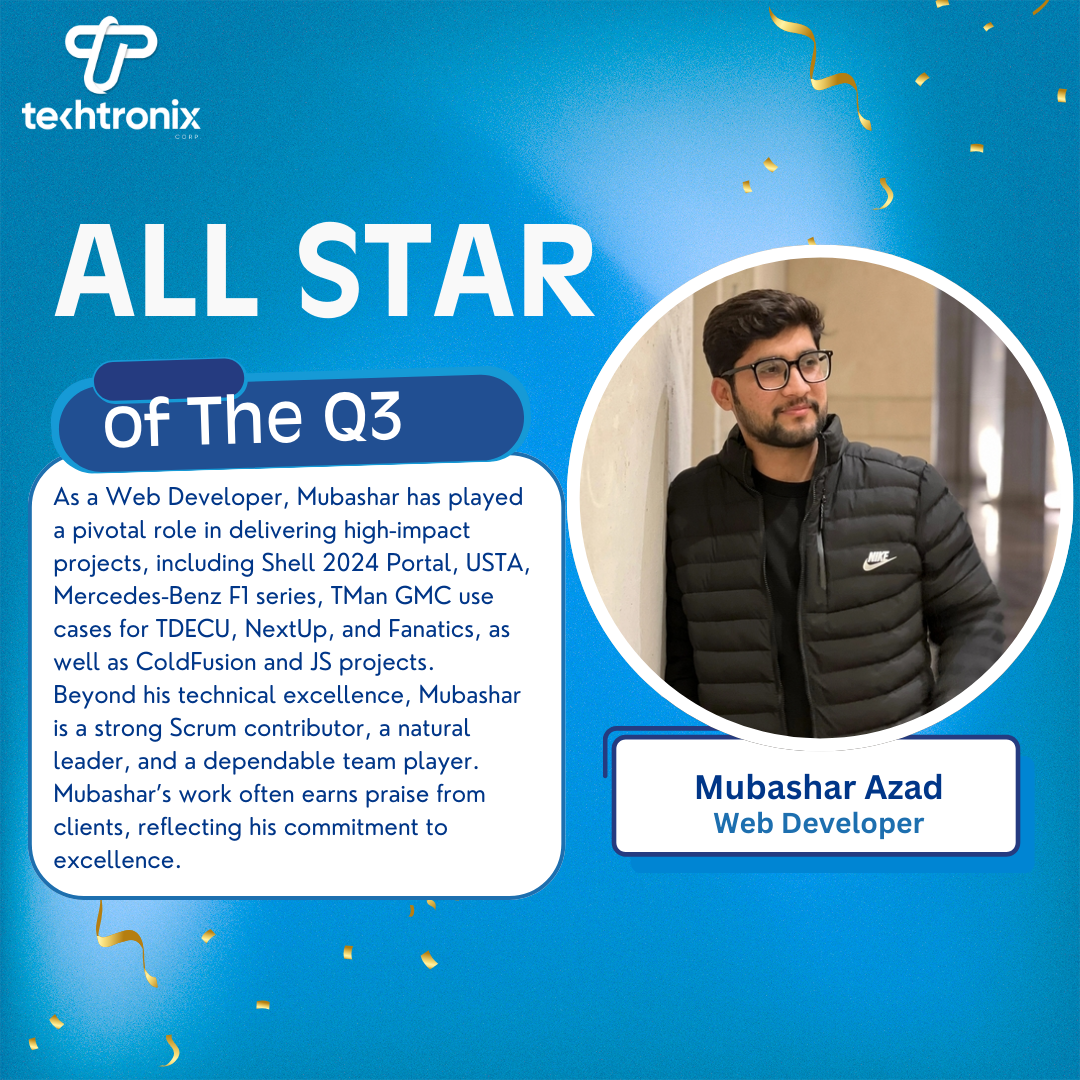 techtronix
CORP
ALL STAR
of The Q3
As a Web Developer, Mubashar has played
a pivotal role in delivering high-impact
projects, including Shell 2024 Portal, USTA,
Mercedes-Benz F1 series, TMan GMC use
cases for TDECU, NextUp, and Fanatics, as
well as ColdFusion and JS projects.
Beyond his technical excellence, Mubashar
is a strong Scrum contributor, a natural
leader, and a dependable team player.
Mubashar’s work often earns praise from
clients, reflecting his commitment to
excellence.
NIKE
Mubashar Azad
Web Developer